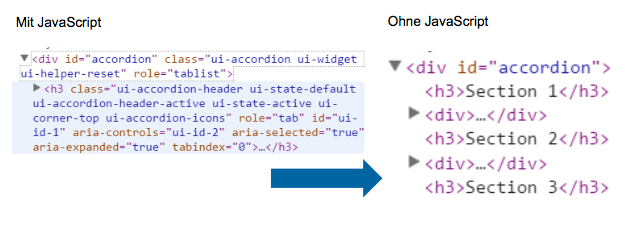 Mit JavaScript
<div id="accordion" class="ui-accordion ui-widget
ui-helper-reset" role="tablist">
<h3 class="ui-accordion-header ui-state-default
ui-accordion-header-active ui-state-active ui-
corner-top ui-accordion-icons" role="tab" id="ui-
id-1" aria-controls="ui-id-2" aria-selected="true"
aria-expanded="true" tabindex="0">…</h3>
Ohne JavaScript
<div id="accordion">
<h3>Section 1</h3>
<div>…</div>
<h3>Section 2</h3>
<div>…</div>
<h3>Section 3</h3>